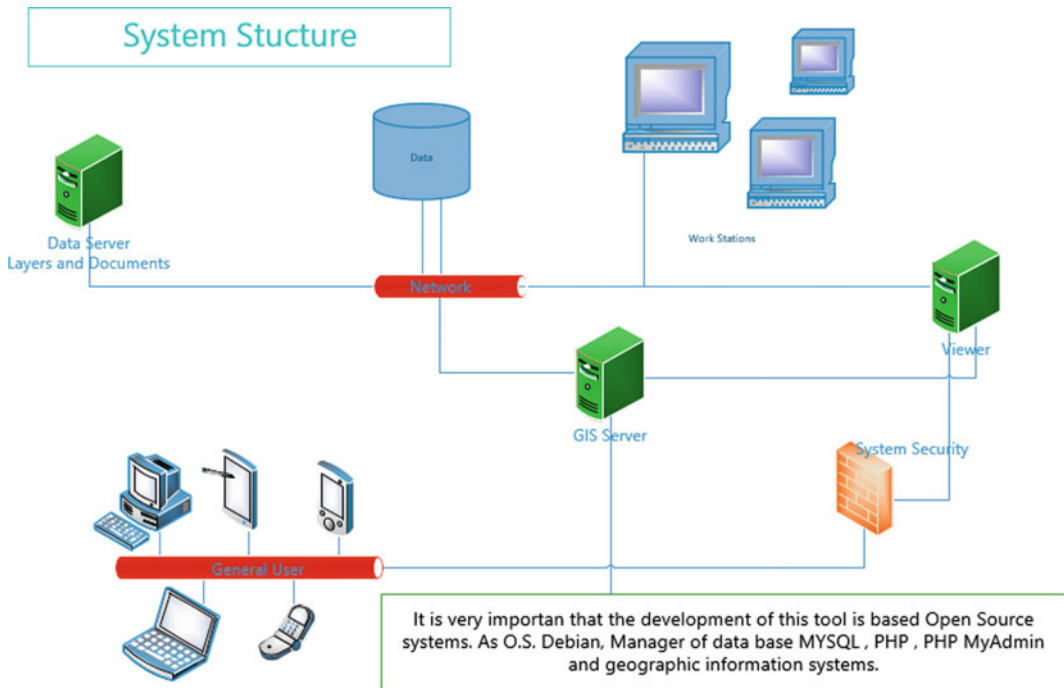 System Stucture
Data
Work Stations
Data Server
Layers and Documents
Network
Viewer
GIS Server
System Security
General User
It is very importan that the development of this tool is based Open Source
systems. As O.S. Debian, Manager of data base MYSQL , PHP , PHP MyAdmin
and geographic information systems.